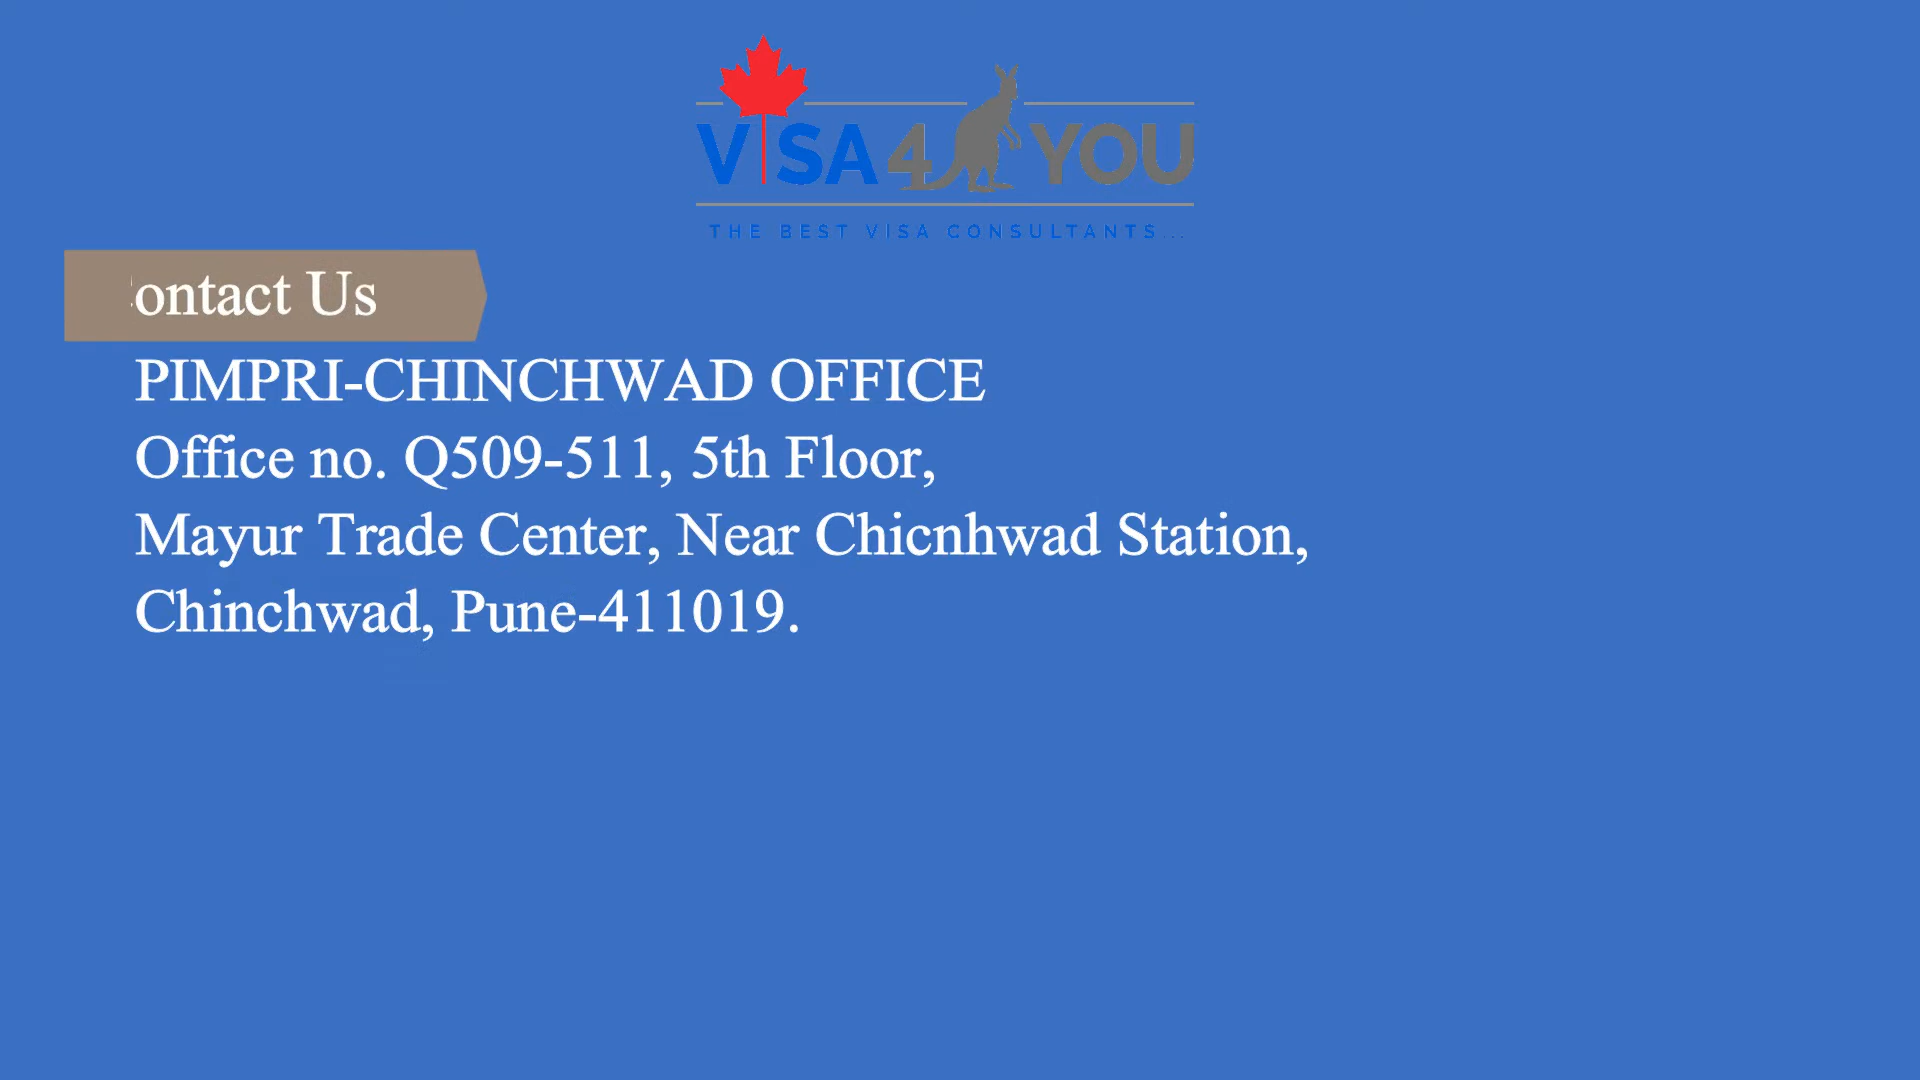 VISA4YOU
THE BEST VISA CONSULTANTS...
ontact Us
PIMPRI-CHINCHWAD OFFICE
Office no. Q509-511, 5th Floor,
Mayur Trade Center, Near Chicnhwad Station,
Chinchwad, Pune-411019.